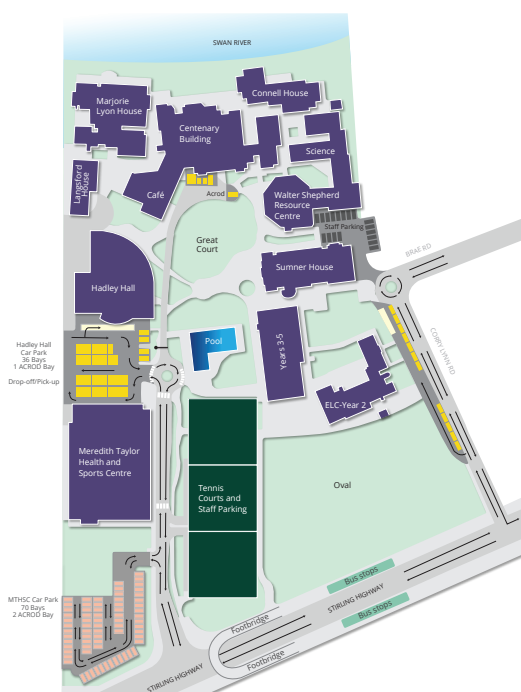 SWAN RIVER
Marjorie
Lyon House
Connell House
Centenary
Building
Science
Langsford
House
Café
Acrod
Walter Shepherd
Resource
Centre
Staff Parking
Great
Court
Sumner House
BRAE RD
Hadley Hall
Hadley Hall
Car Park
36 Bays
1 ACROD Bay
Drop-off/Pick-up
Pool
Years 3-5
CORRY LYNN RD
ELC-Year 2
Meredith Taylor
Health and
Sports Centre
Tennis
Courts and
Staff Parking
Oval
MTHSC Car Park
70 Bays
2 ACROD Bay
Bus stops
STIRLING HIGHWAY
Bus stops
Footbridge
Footbridge
STIRLING HIGHWAY